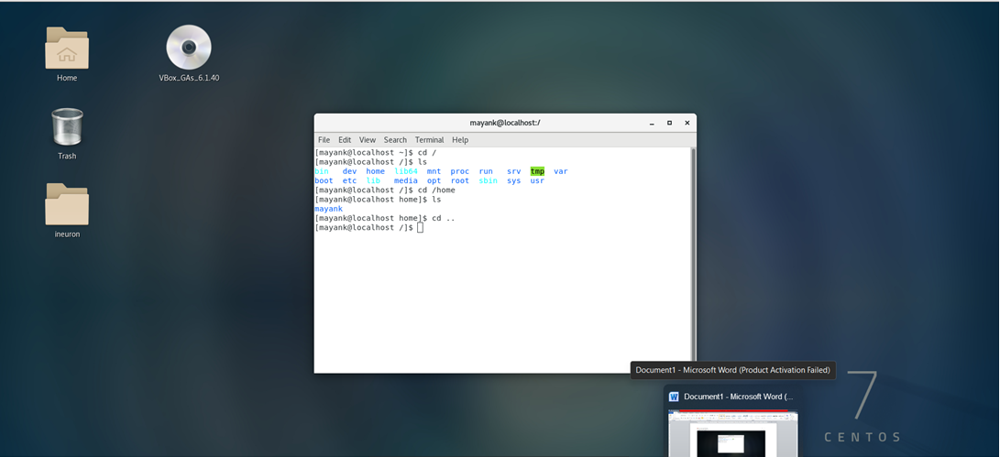 Home
VBox_GAs_6.1.40
Trash
ineuron
mayank@localhost:/
File Edit View Search Terminal Help
[mayank@localhost ~]$ cd /
[mayank@localhost /]$ ls
bin dev home lib64 mnt proc run srv tmp var
boot etc lib media opt root sbin sys usr
[mayank@localhost /]$ cd /home
[mayank@localhost home]$ ls
mayank
[mayank@localhost home]$ cd ..
[mayank@localhost /]$
Document1 - Microsoft Word (Product Activation Failed)
Document1 - Microsoft Word (...
7
CENTOS